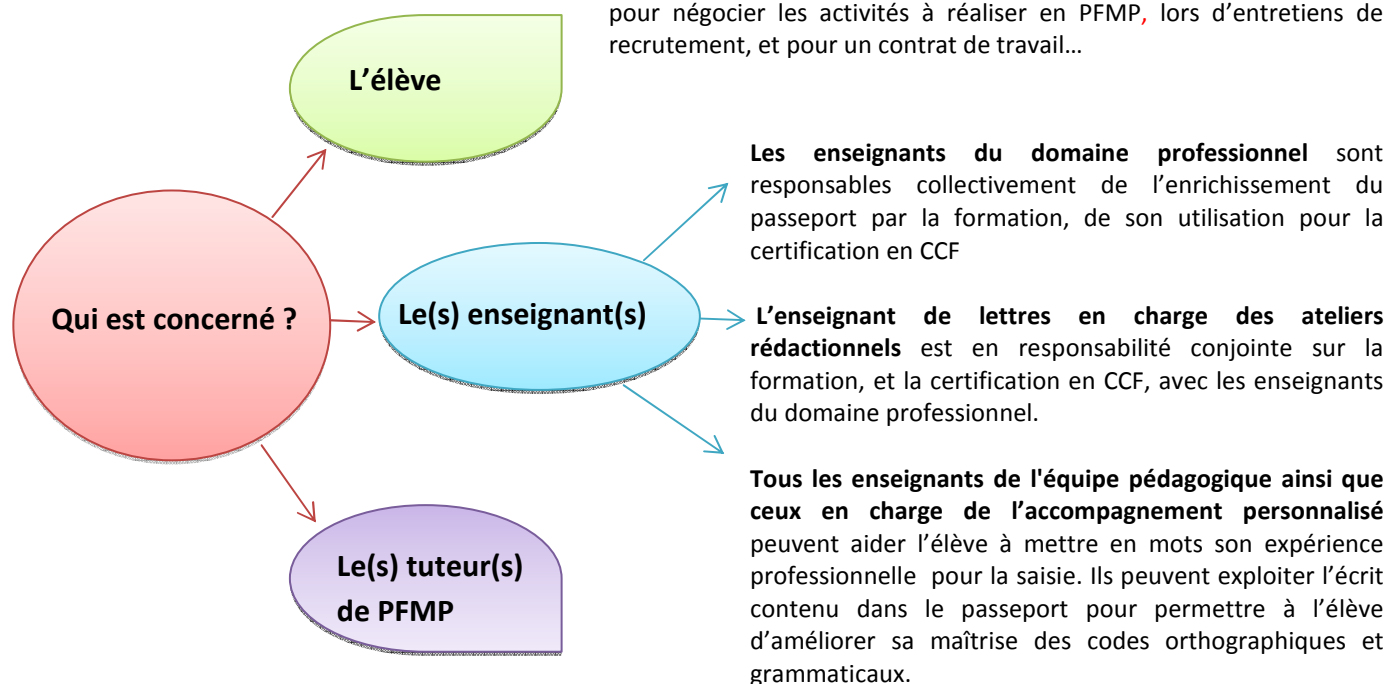 pour négocier les activités à réaliser en PFMP, lors d’entretiens de
recrutement, et pour un contrat de travail…
L’élève
Qui est concerné ?
Le(s) enseignant(s)
Les enseignants du domaine professionnel sont
responsables collectivement de l’enrichissement du
passeport par la formation, de son utilisation pour la
certification en CCF
L’enseignant de lettres en charge des ateliers
rédactionnels est en responsabilité conjointe sur la
formation, et la certification en CCF, avec les enseignants
du domaine professionnel.
Tous les enseignants de l'équipe pédagogique ainsi que
ceux en charge de l’accompagnement personnalisé
peuvent aider l’élève à mettre en mots son expérience
professionnelle pour la saisie. Ils peuvent exploiter l’écrit
contenu dans le passeport pour permettre à l’élève
d’améliorer sa maîtrise des codes orthographiques et
grammaticaux.
Le(s) tuteur(s)
de PFMP